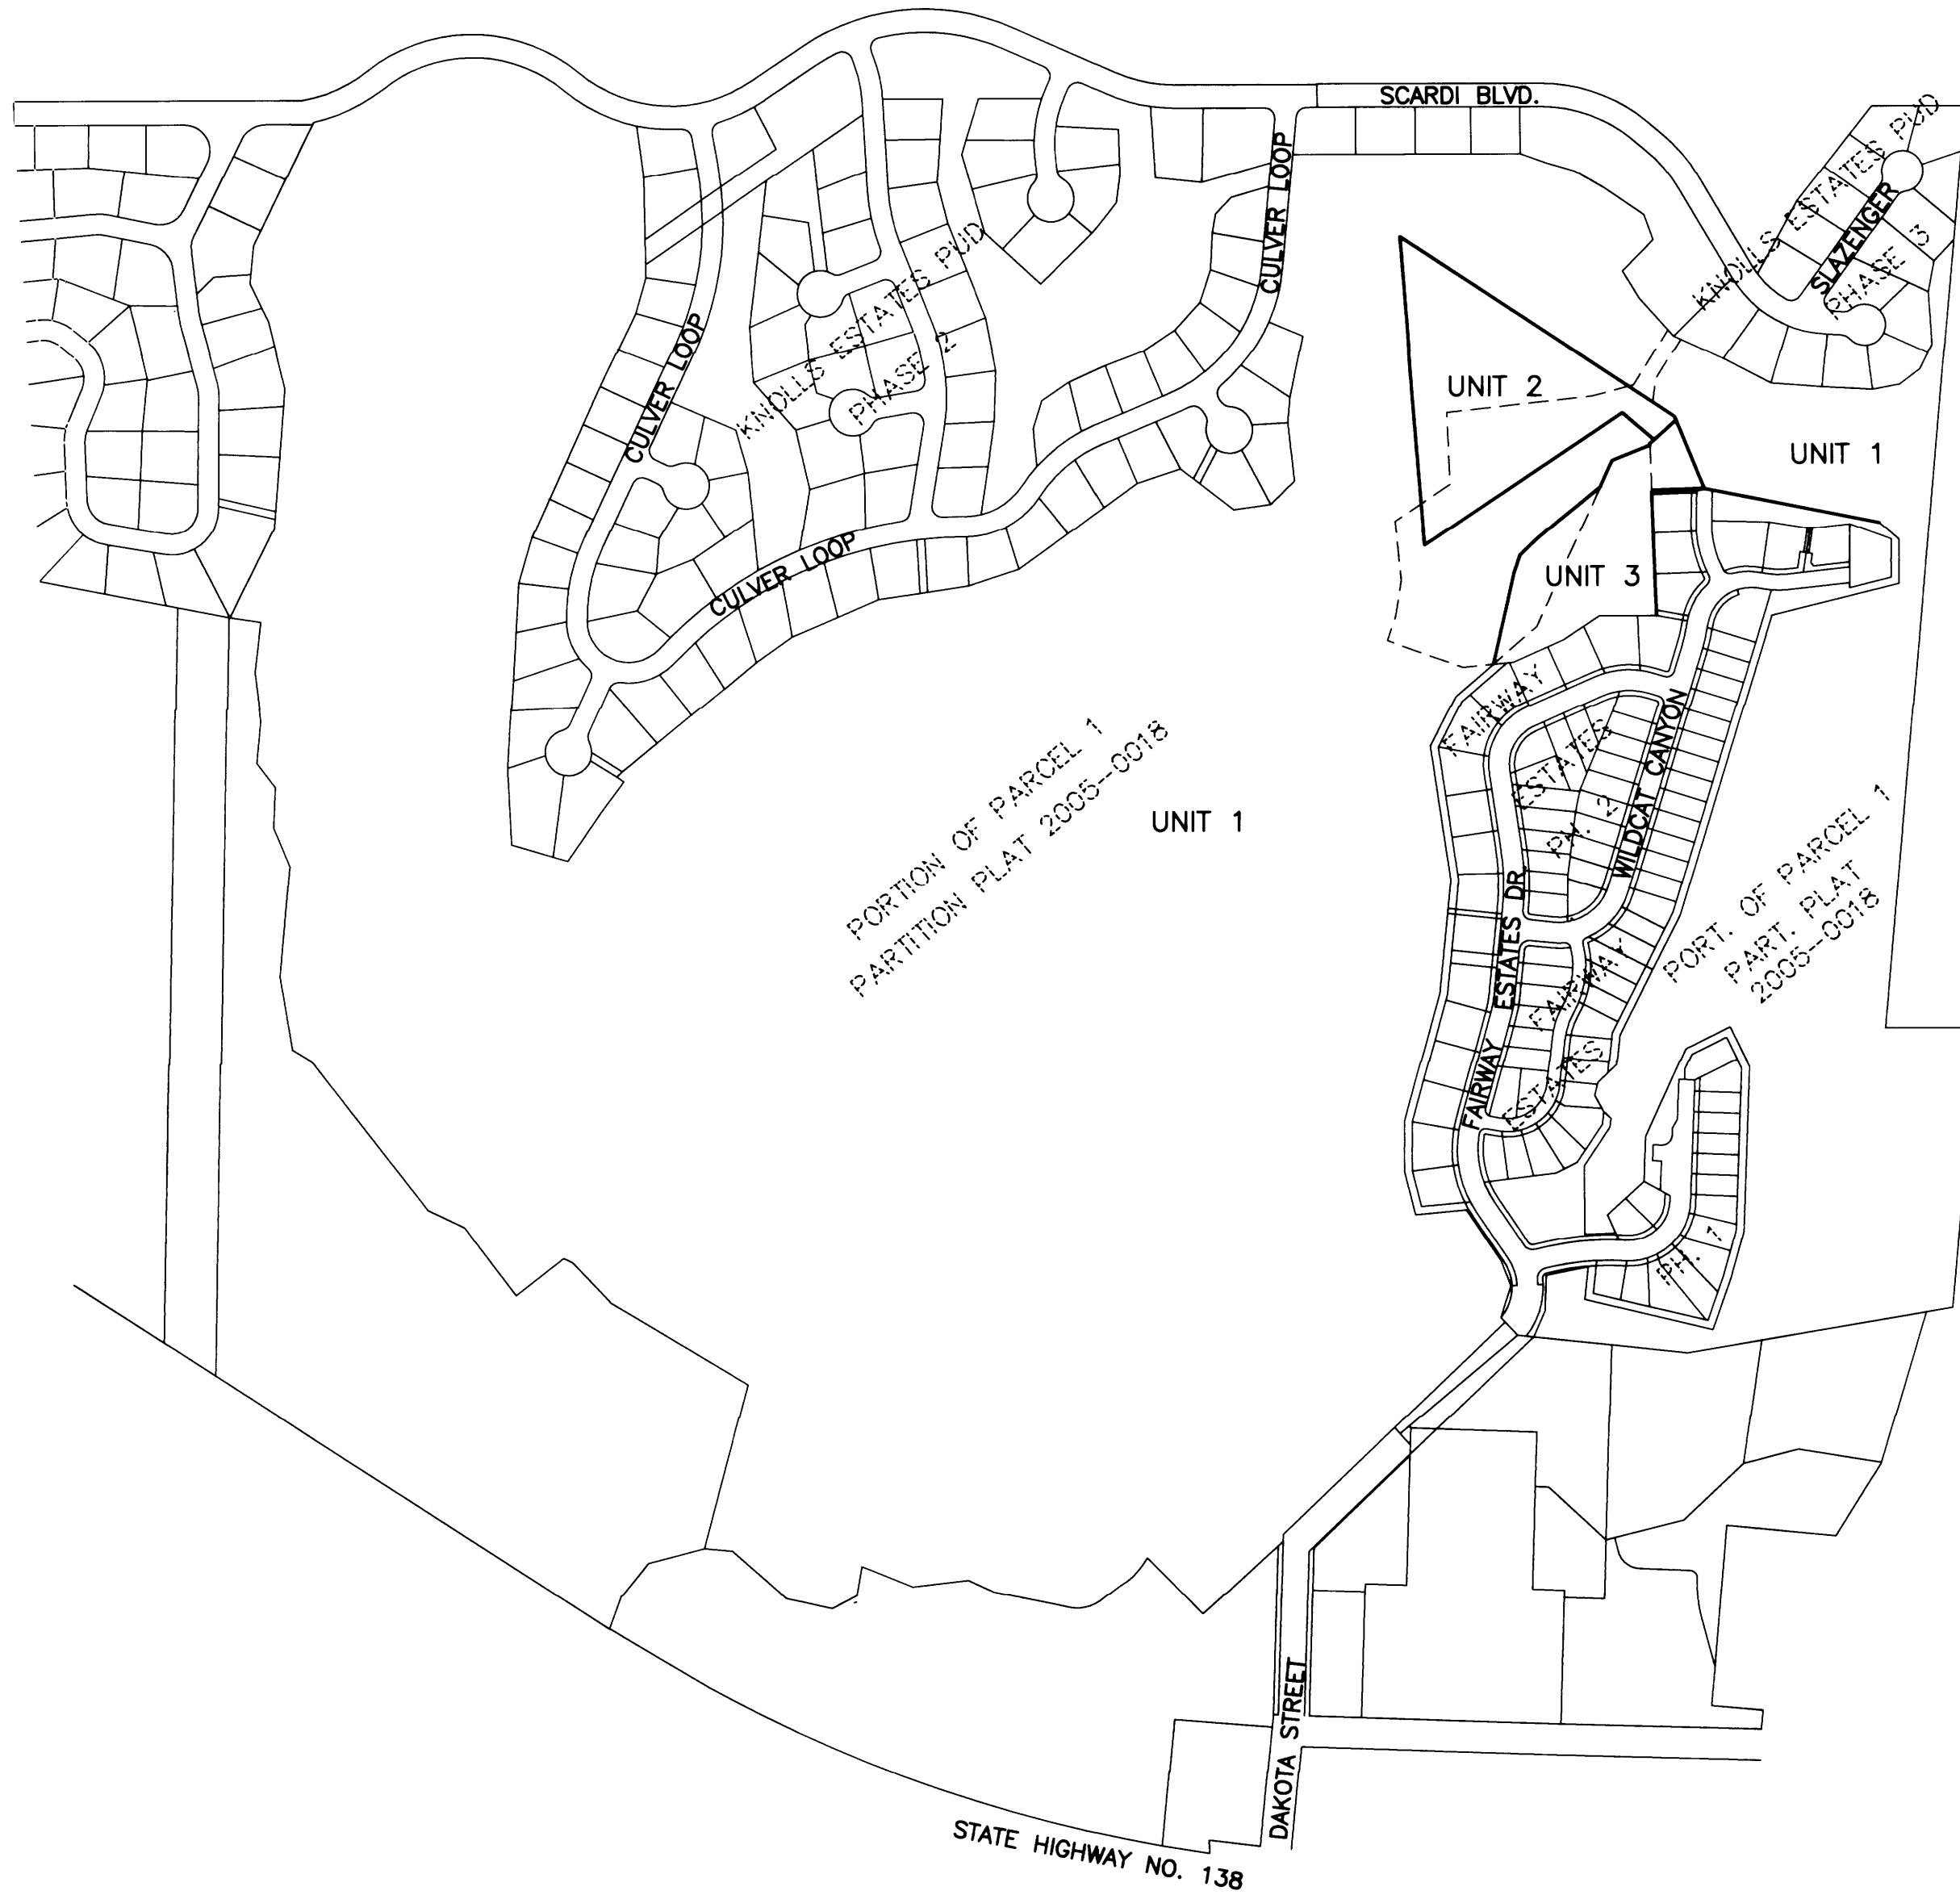 SCARDI BLVD.
KNOLLS ESTATES PUD
PHASE 3
SLAZENGER
CULVER LOOP
KNOLLS ESTATES PUD
PHASE 2
CULVER LOOP
UNIT 2
UNIT 1
CULVER LOOP
UNIT 3
FAIRWAY
ESTATES
PH. 2
WILDCAT CANYON
PORTION OF PARCEL 1
PARTITION PLAT 2005-0018
UNIT 1
PORT. OF PARCEL 1
PART. PLAT
2005-0018
FAIRWAY ESTATES DR.
FAIRWAY
ESTATES
PH. 1
DAKOTA STREET
STATE HIGHWAY NO. 138